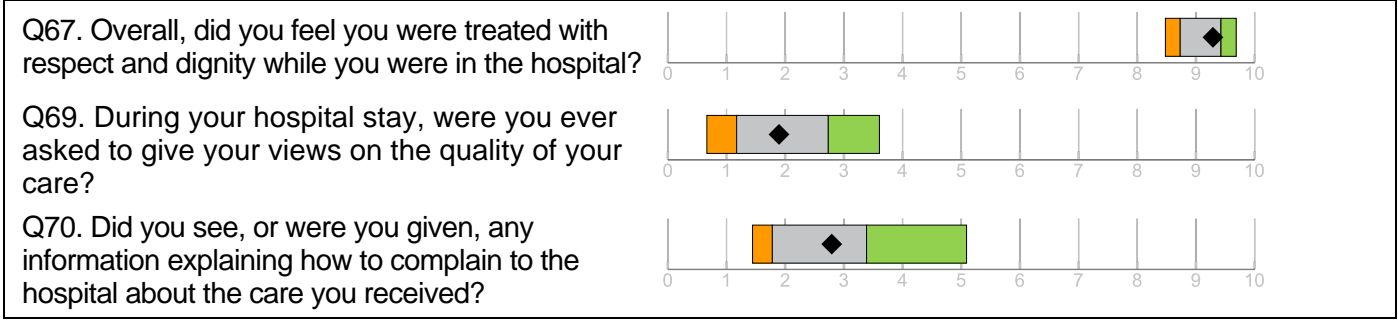 Q67. Overall, did you feel you were treated with
respect and dignity while you were in the hospital?
0 1 2 3 4 5 6 7 8 9 10
Q69. During your hospital stay, were you ever
asked to give your views on the quality of your
care?
0 1 2 3 4 5 6 7 8 9 10
Q70. Did you see, or were you given, any
information explaining how to complain to the
hospital about the care you received?
0 1 2 3 4 5 6 7 8 9 10